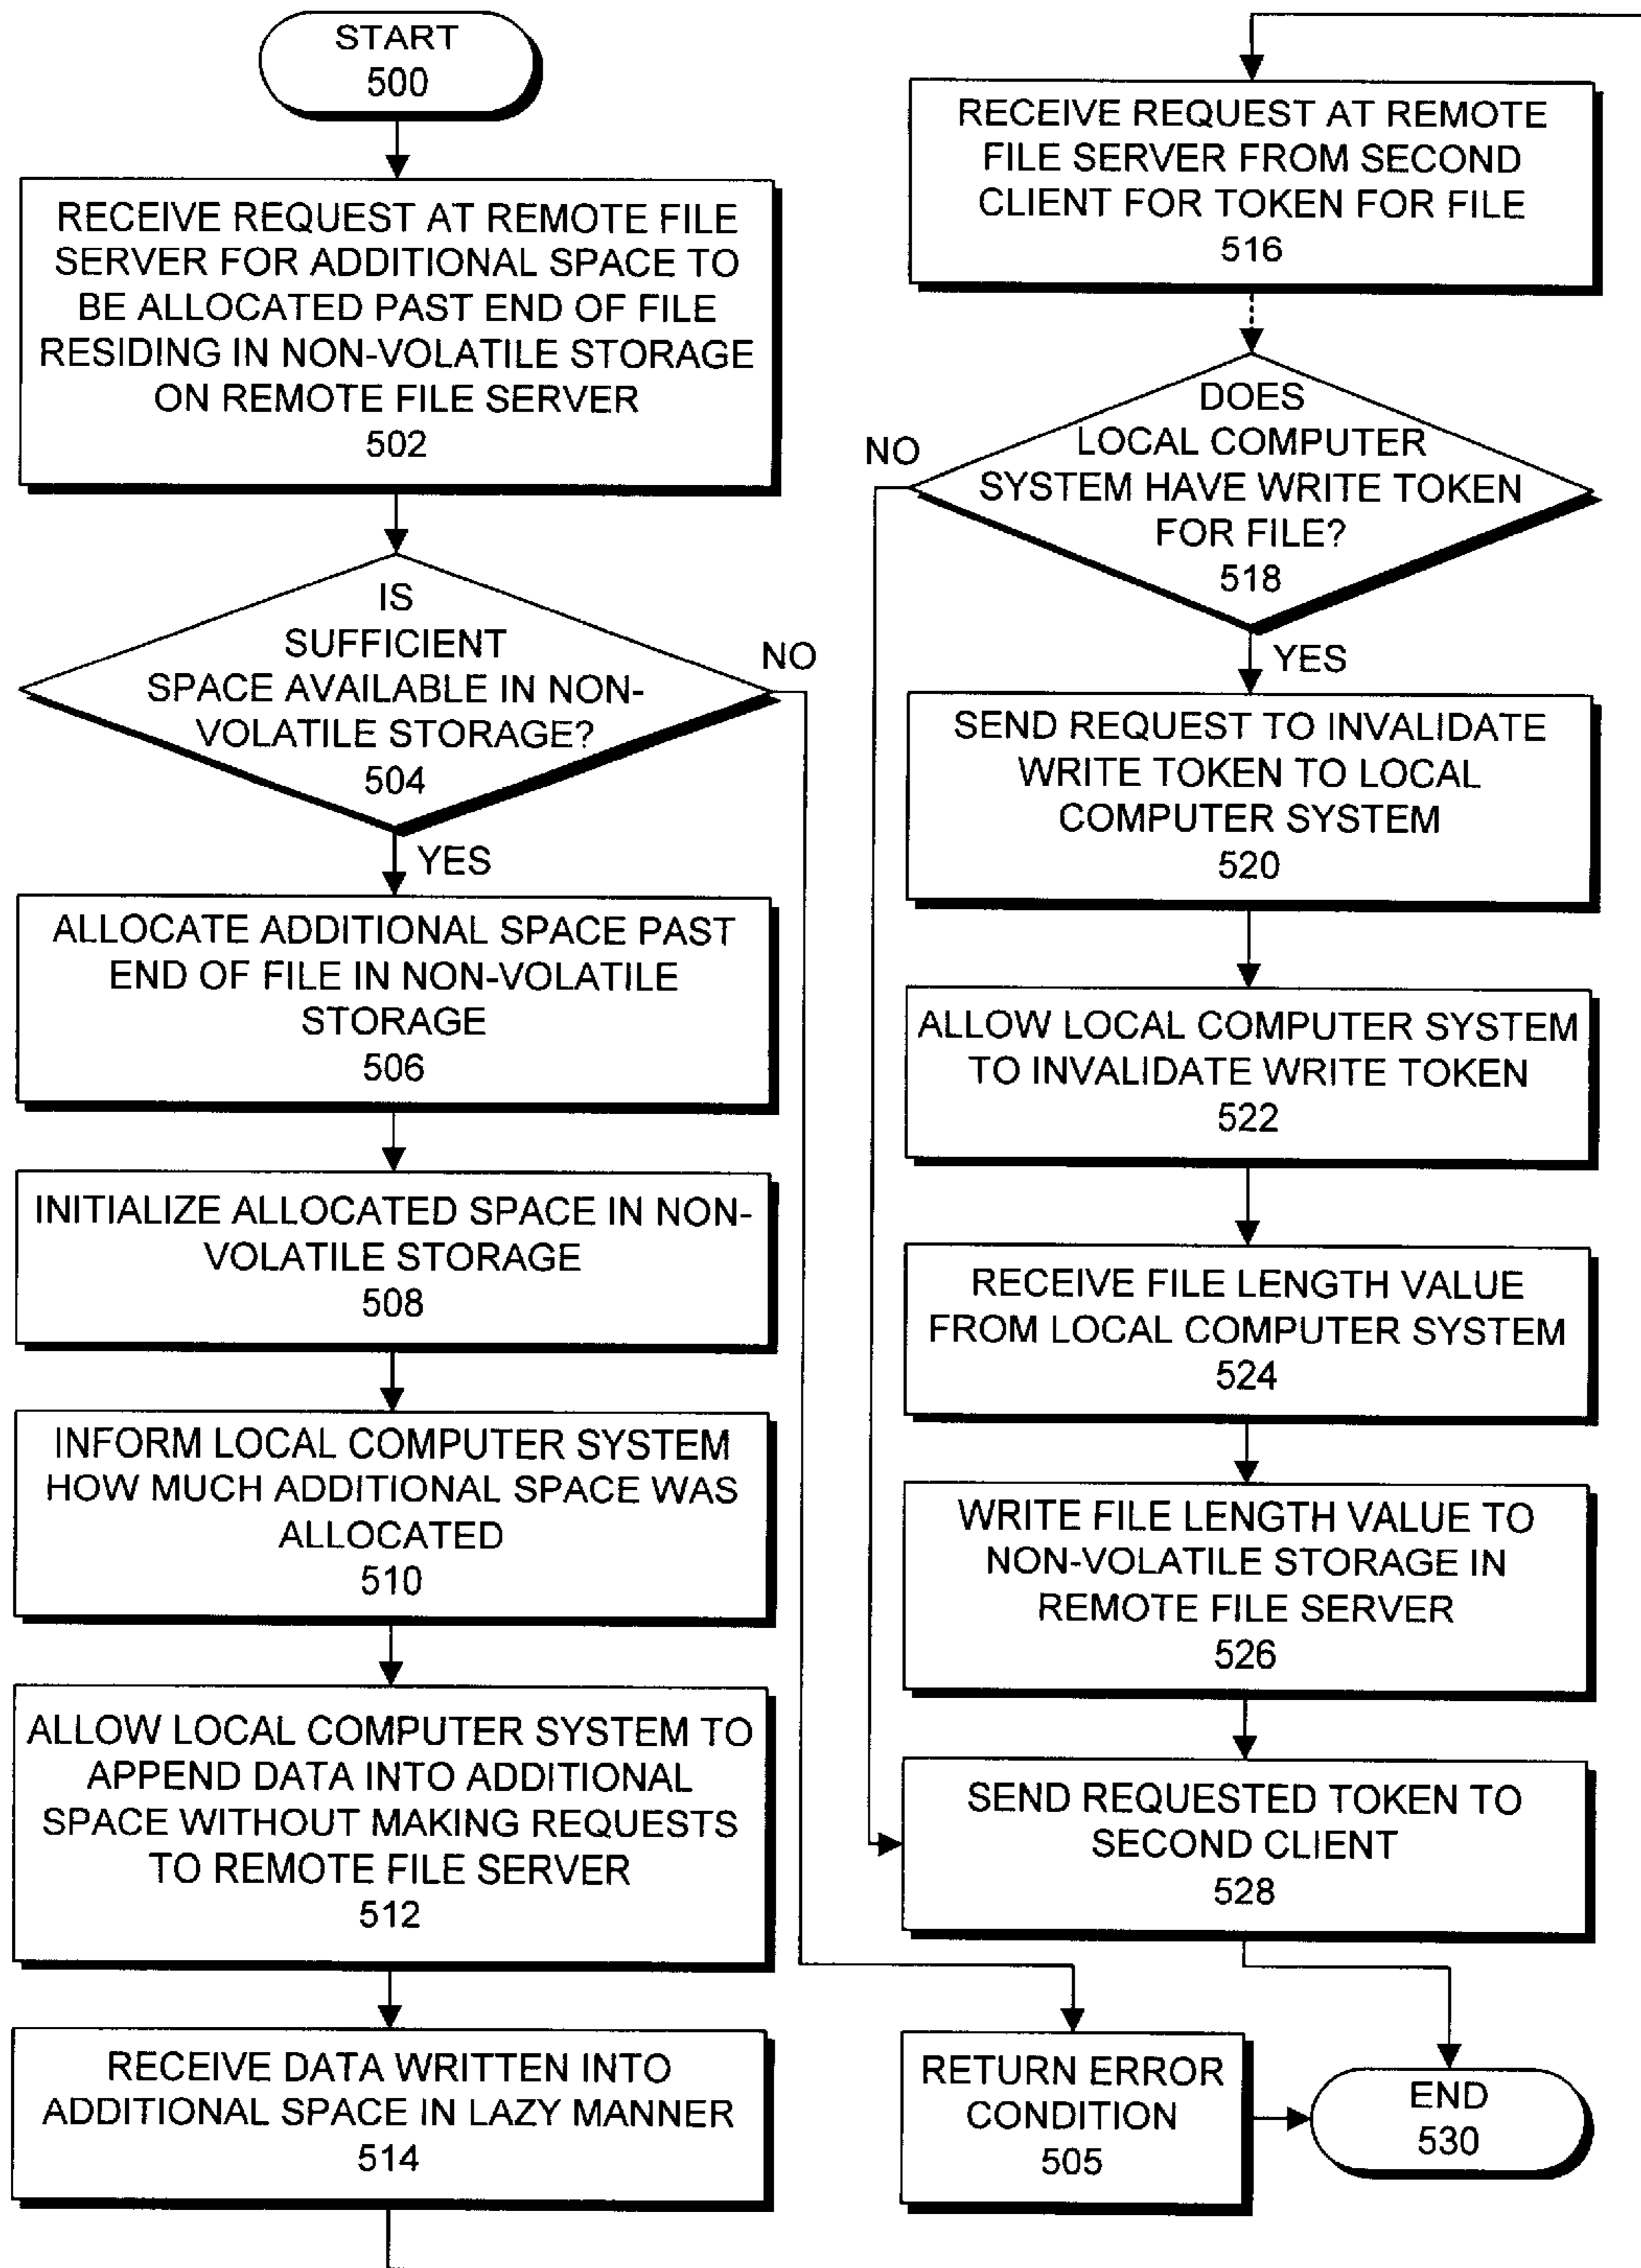 START
500
RECEIVE REQUEST AT REMOTE FILE
SERVER FOR ADDITIONAL SPACE TO
BE ALLOCATED PAST END OF FILE
RESIDING IN NON-VOLATILE STORAGE
ON REMOTE FILE SERVER
502
IS
SUFFICIENT
SPACE AVAILABLE IN NON-
VOLATILE STORAGE?
504
NO
YES
ALLOCATE ADDITIONAL SPACE PAST
END OF FILE IN NON-VOLATILE
STORAGE
506
INITIALIZE ALLOCATED SPACE IN NON-
VOLATILE STORAGE
508
INFORM LOCAL COMPUTER SYSTEM
HOW MUCH ADDITIONAL SPACE WAS
ALLOCATED
510
ALLOW LOCAL COMPUTER SYSTEM TO
APPEND DATA INTO ADDITIONAL
SPACE WITHOUT MAKING REQUESTS
TO REMOTE FILE SERVER
512
RECEIVE DATA WRITTEN INTO
ADDITIONAL SPACE IN LAZY MANNER
514
RECEIVE REQUEST AT REMOTE
FILE SERVER FROM SECOND
CLIENT FOR TOKEN FOR FILE
516
DOES
LOCAL COMPUTER
SYSTEM HAVE WRITE TOKEN
FOR FILE?
518
NO
YES
SEND REQUEST TO INVALIDATE
WRITE TOKEN TO LOCAL
COMPUTER SYSTEM
520
ALLOW LOCAL COMPUTER SYSTEM
TO INVALIDATE WRITE TOKEN
522
RECEIVE FILE LENGTH VALUE
FROM LOCAL COMPUTER SYSTEM
524
WRITE FILE LENGTH VALUE TO
NON-VOLATILE STORAGE IN
REMOTE FILE SERVER
526
SEND REQUESTED TOKEN TO
SECOND CLIENT
528
RETURN ERROR
CONDITION
505
END
530